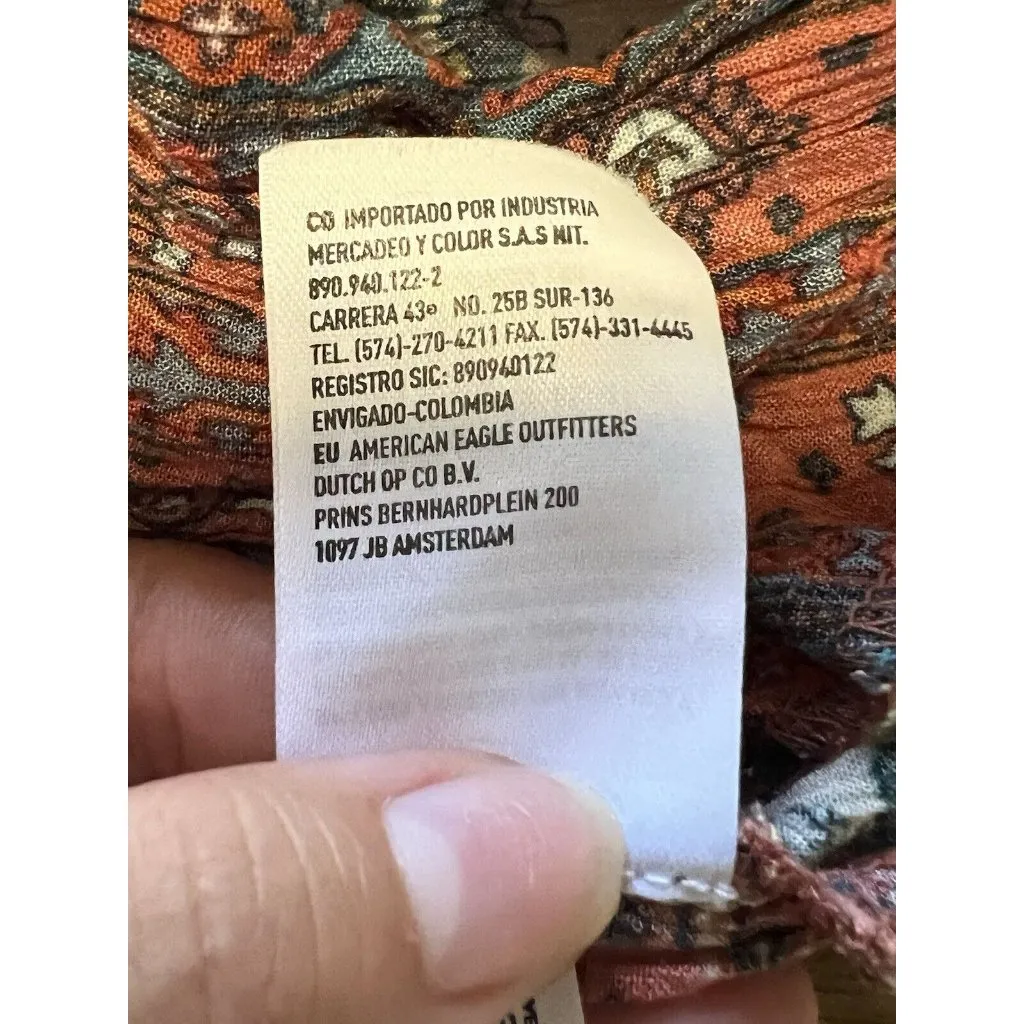 CO IMPORTADO POR INDUSTRIA
MERCADEO Y COLOR S.A.S NIT.
890.940.122-2
CARRERA 43ª NO. 25B SUR-136
TEL. (574)-270-4211 FAX. (574)-331-4445
REGISTRO SIC: 890940122
ENVIGADO-COLOMBIA
EU AMERICAN EAGLE OUTFITTERS
DUTCH OP CO B.V.
PRINS BERNHARDPLEIN 200
1097 JB AMSTERDAM